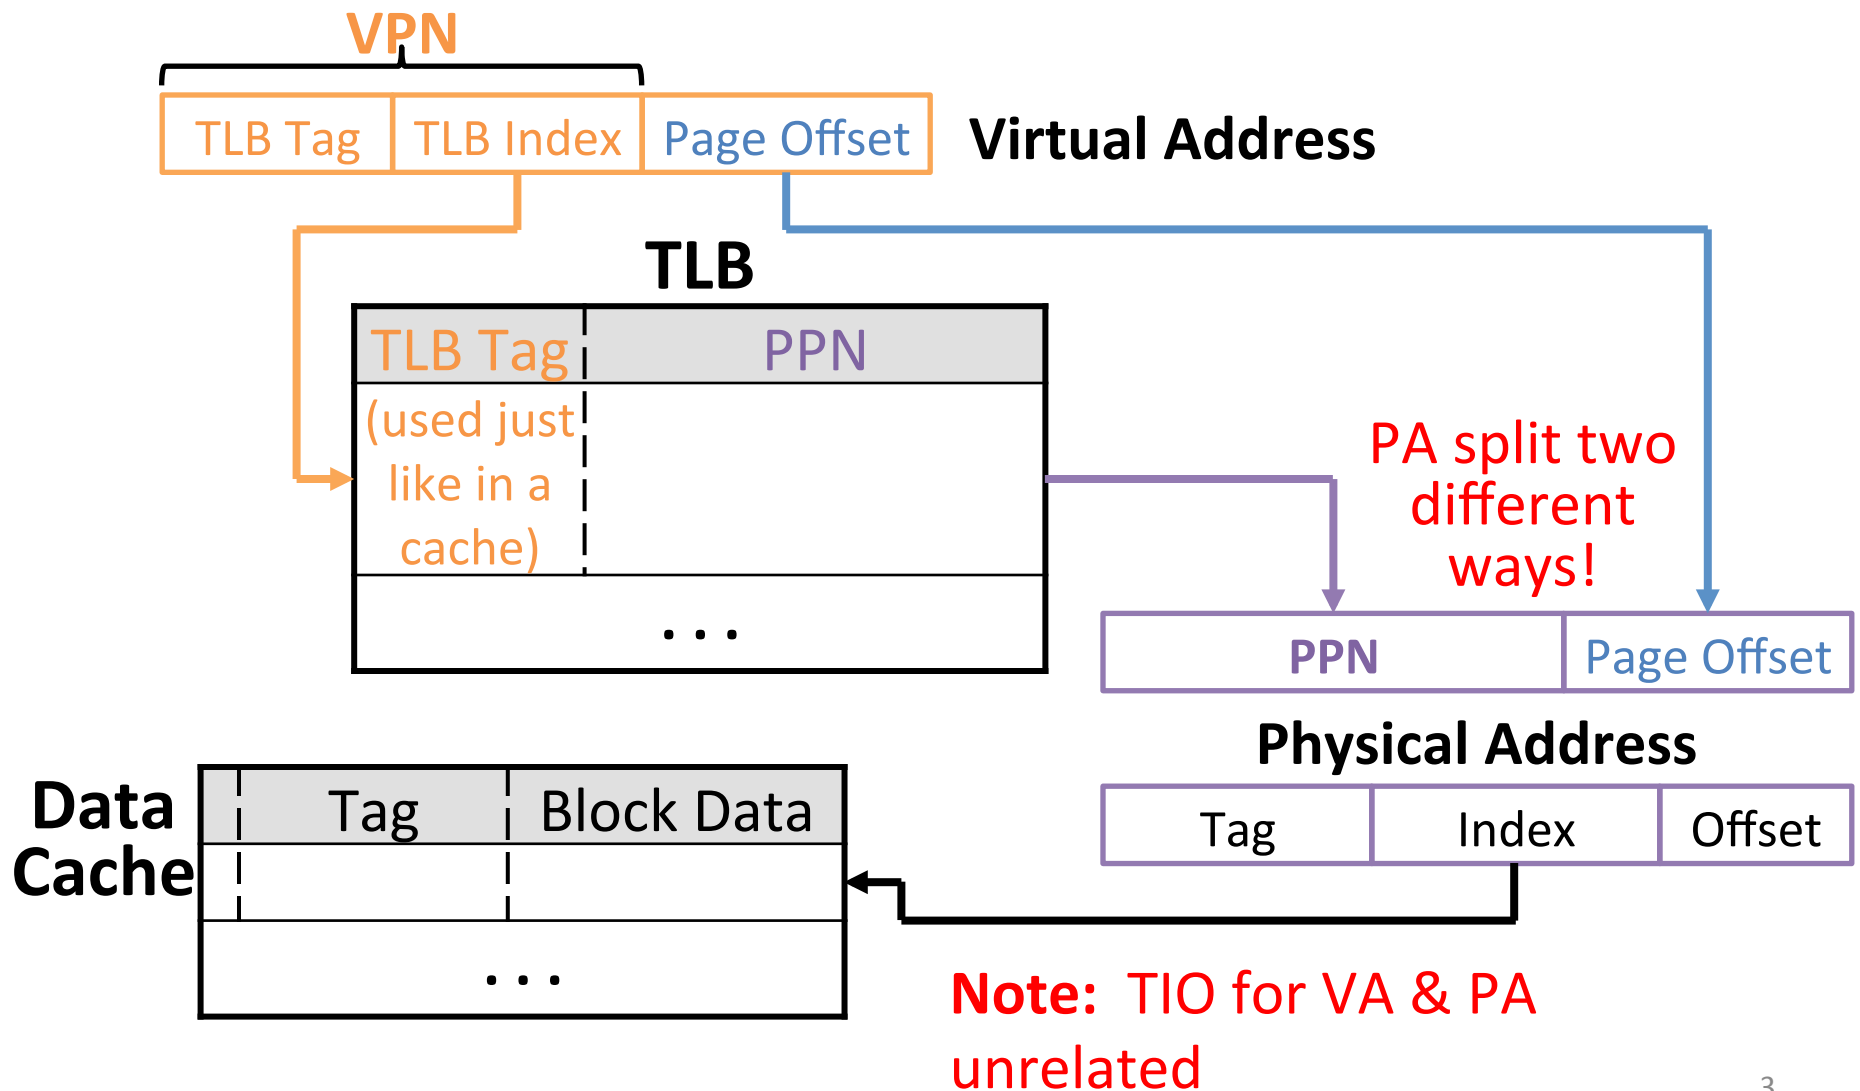 VPN
TLB Tag TLB Index Page Offset Virtual Address
TLB
TLB Tag PPN
(used just
like in a
cache)
. . .
PA split two
different
ways!
PPN Page Offset
Physical Address
Tag Index Offset
Data
Cache
Tag Block Data
. . .
Note: TIO for VA & PA
unrelated
3